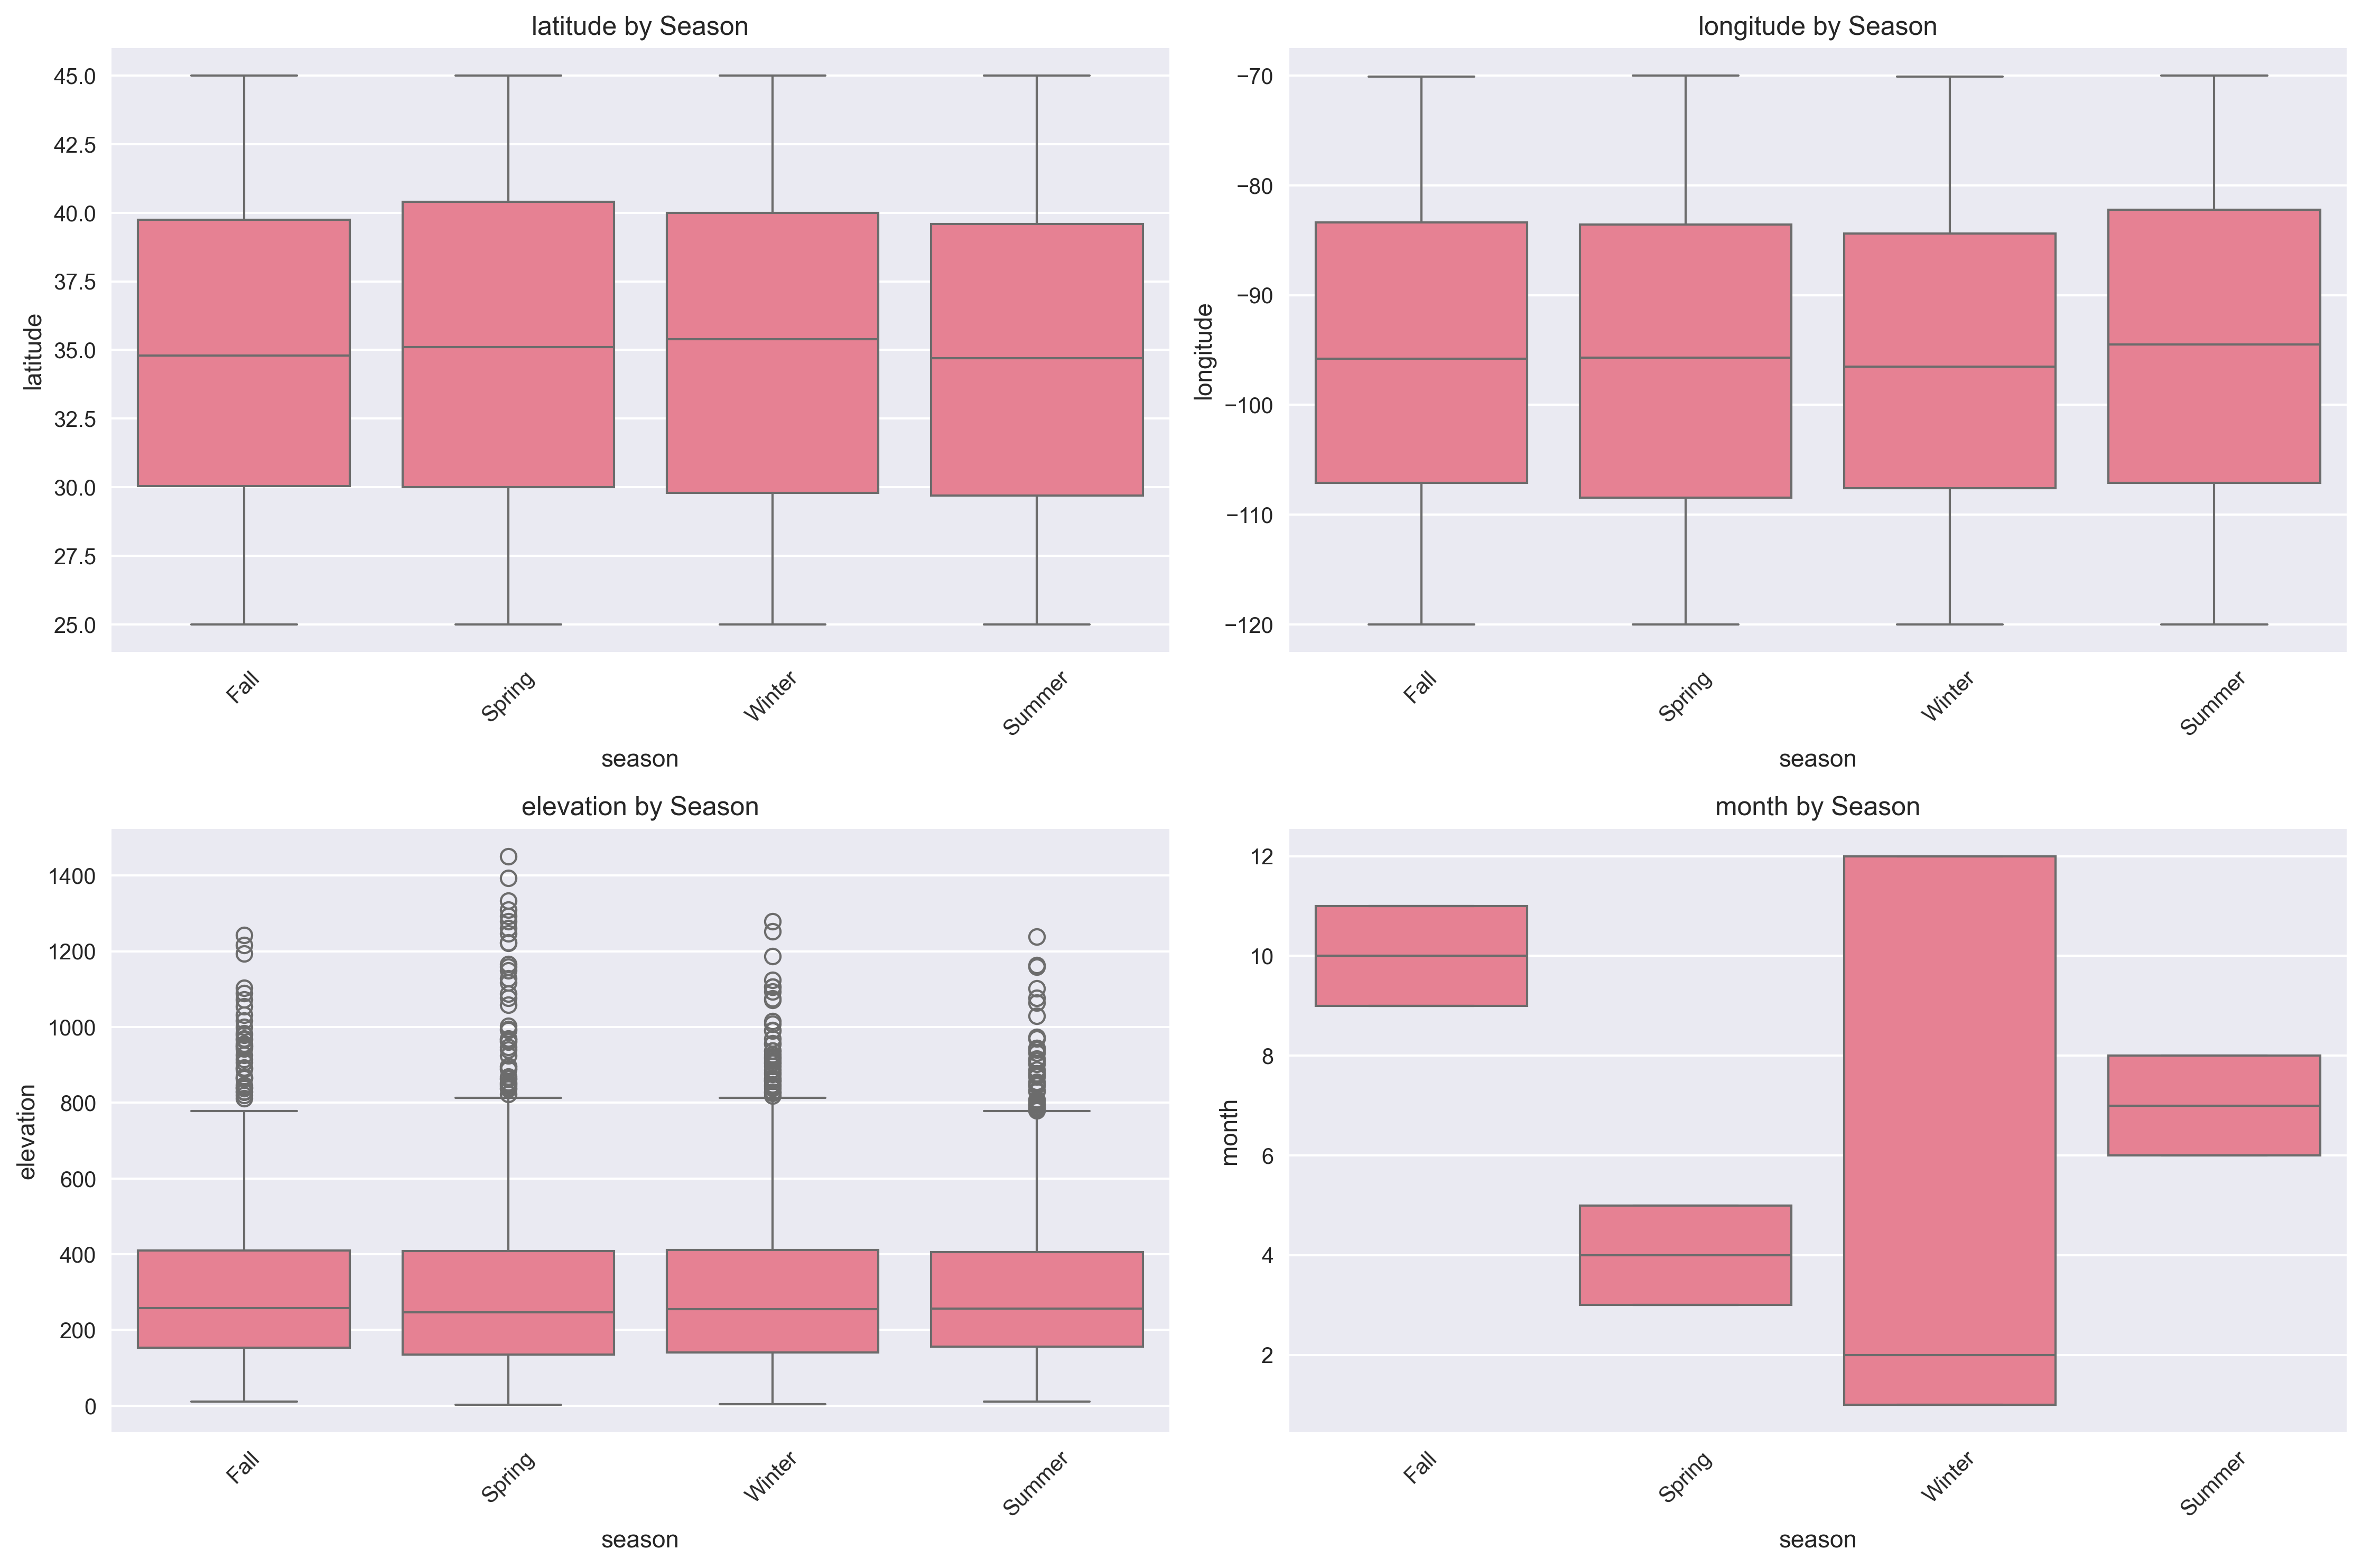 latitude by Season
45.0
42.5
40.0
37.5
35.0
32.5
30.0
27.5
25.0
latitude
Fall
Spring
Winter
Summer
season
longitude by Season
−70
−80
−90
−100
−110
−120
longitude
Fall
Spring
Winter
Summer
season
elevation by Season
1400
1200
1000
800
600
400
200
0
elevation
Fall
Spring
Winter
Summer
season
month by Season
12
10
8
6
4
2
month
Fall
Spring
Winter
Summer
season